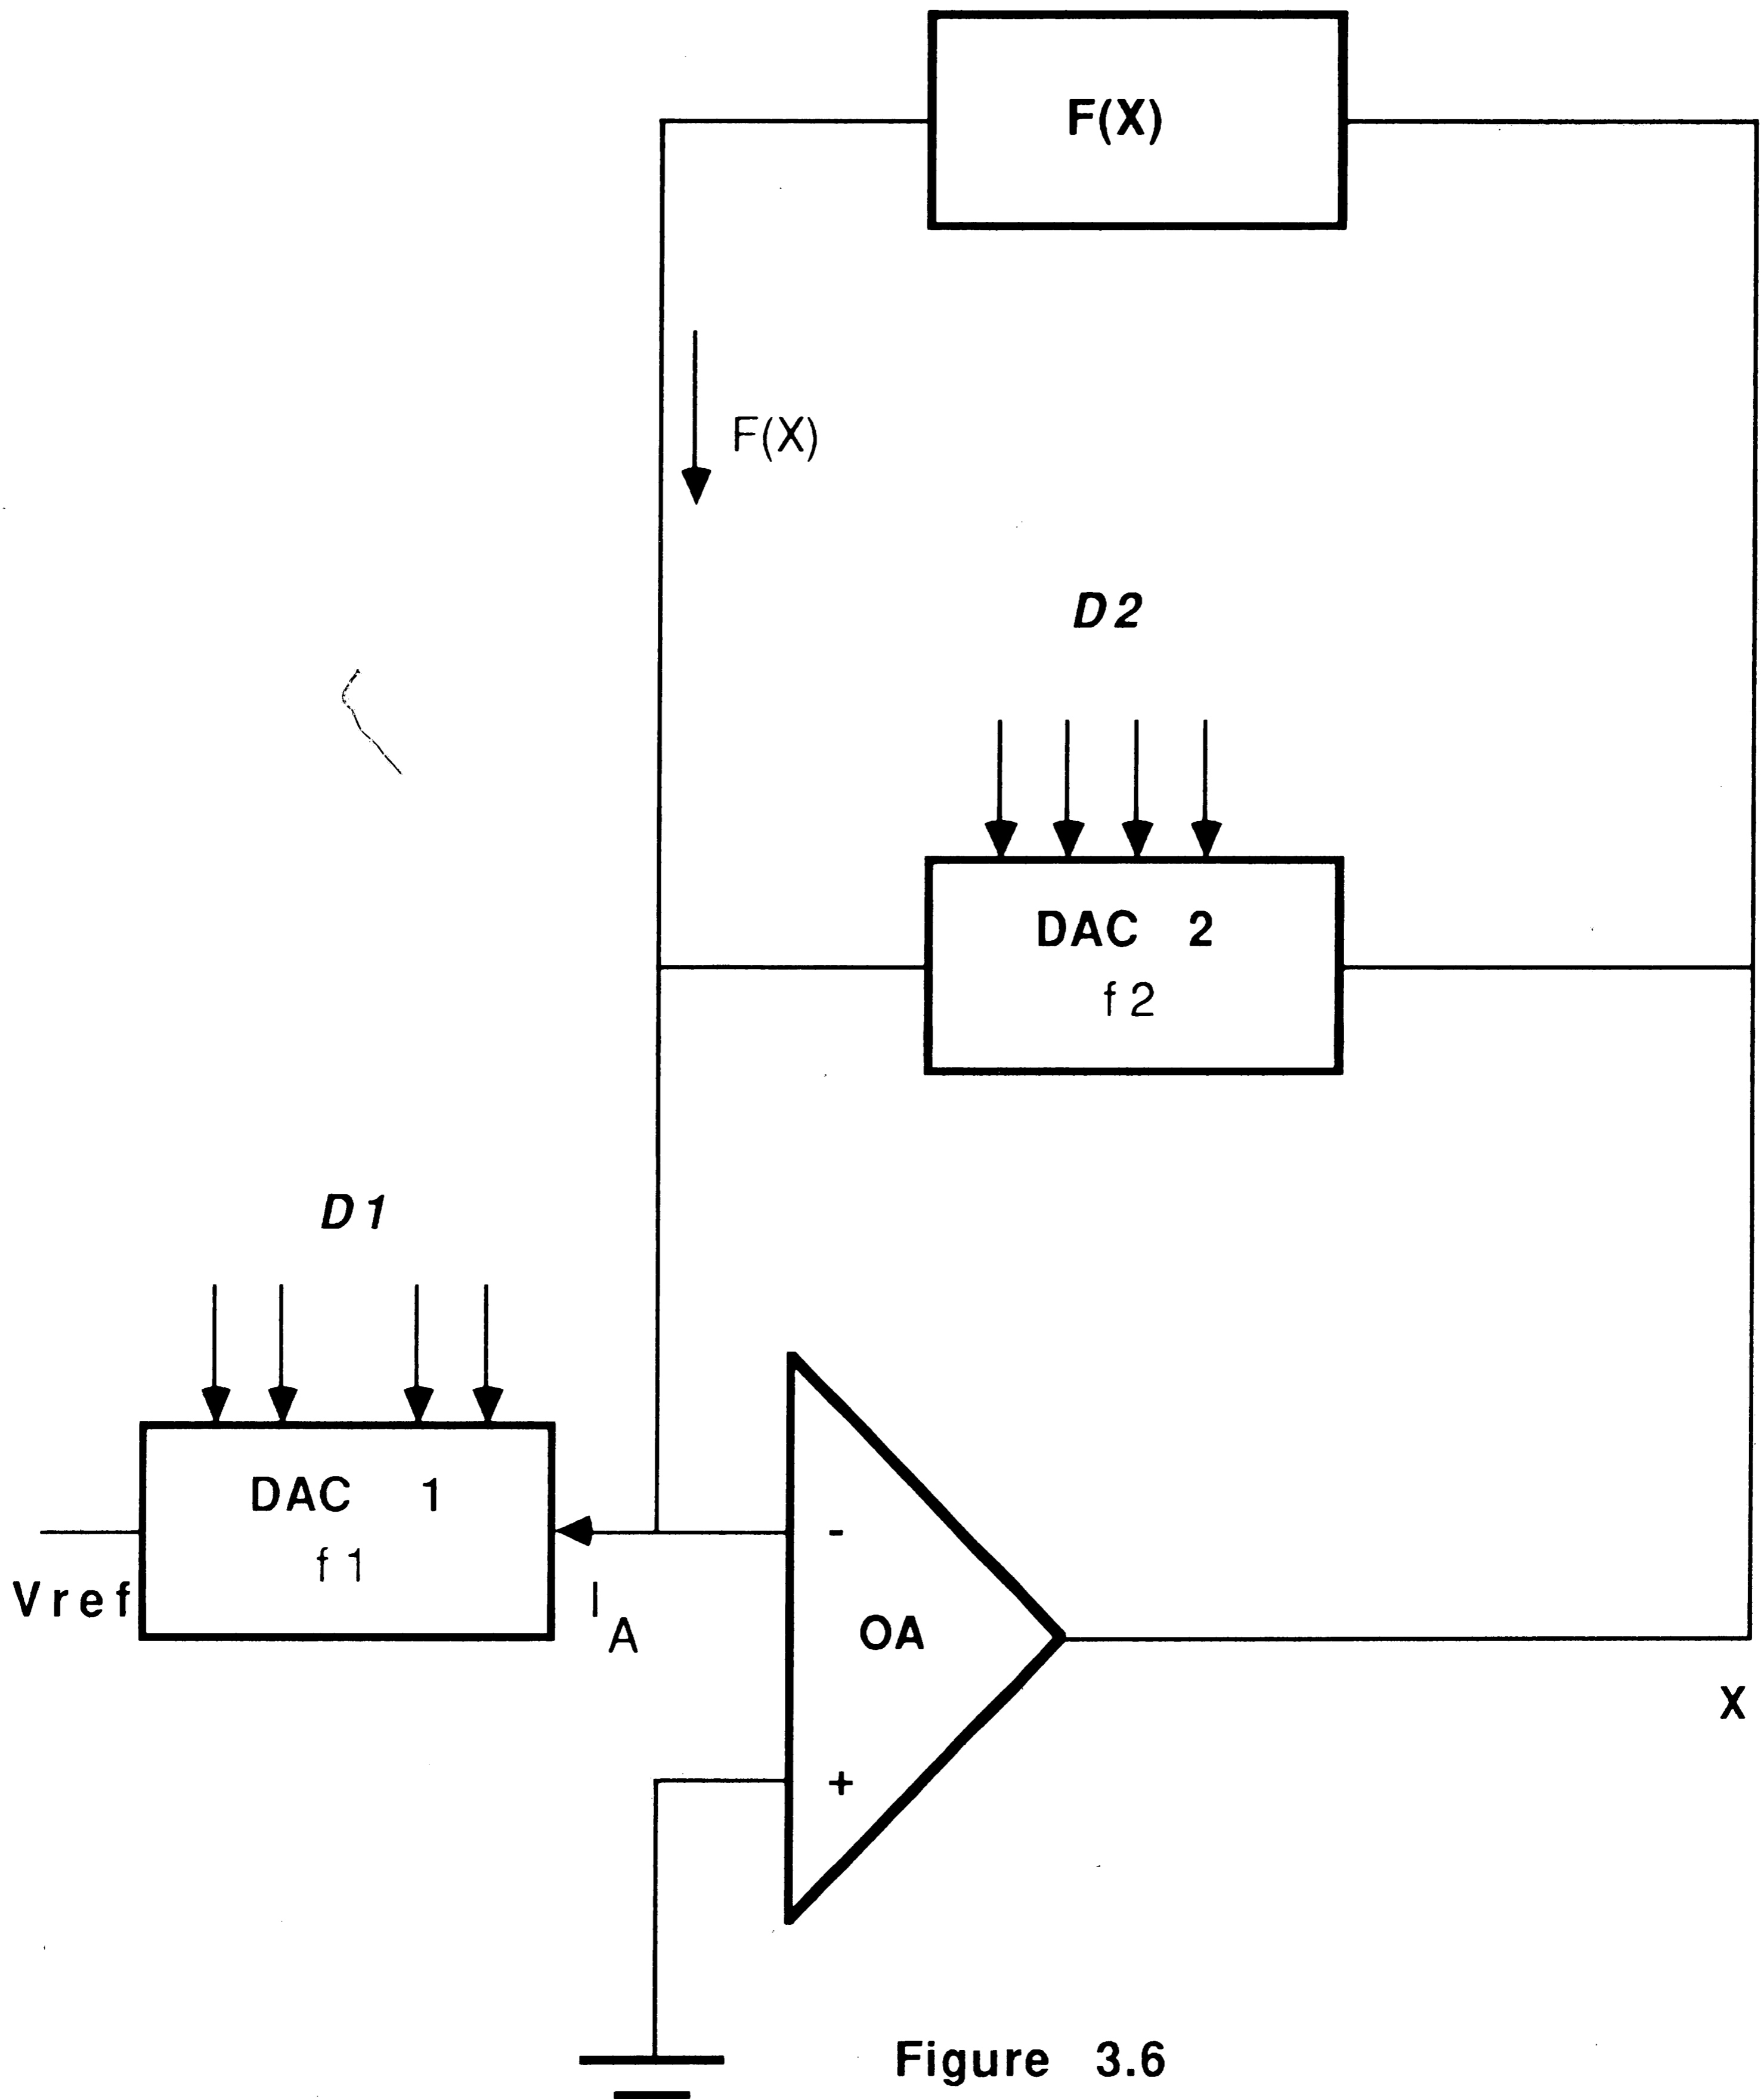 F(X)
F(X)
D2
DAC 2
f2
D1
DAC 1
f1
Vref
I A
-
OA
+
X
Figure 3.6